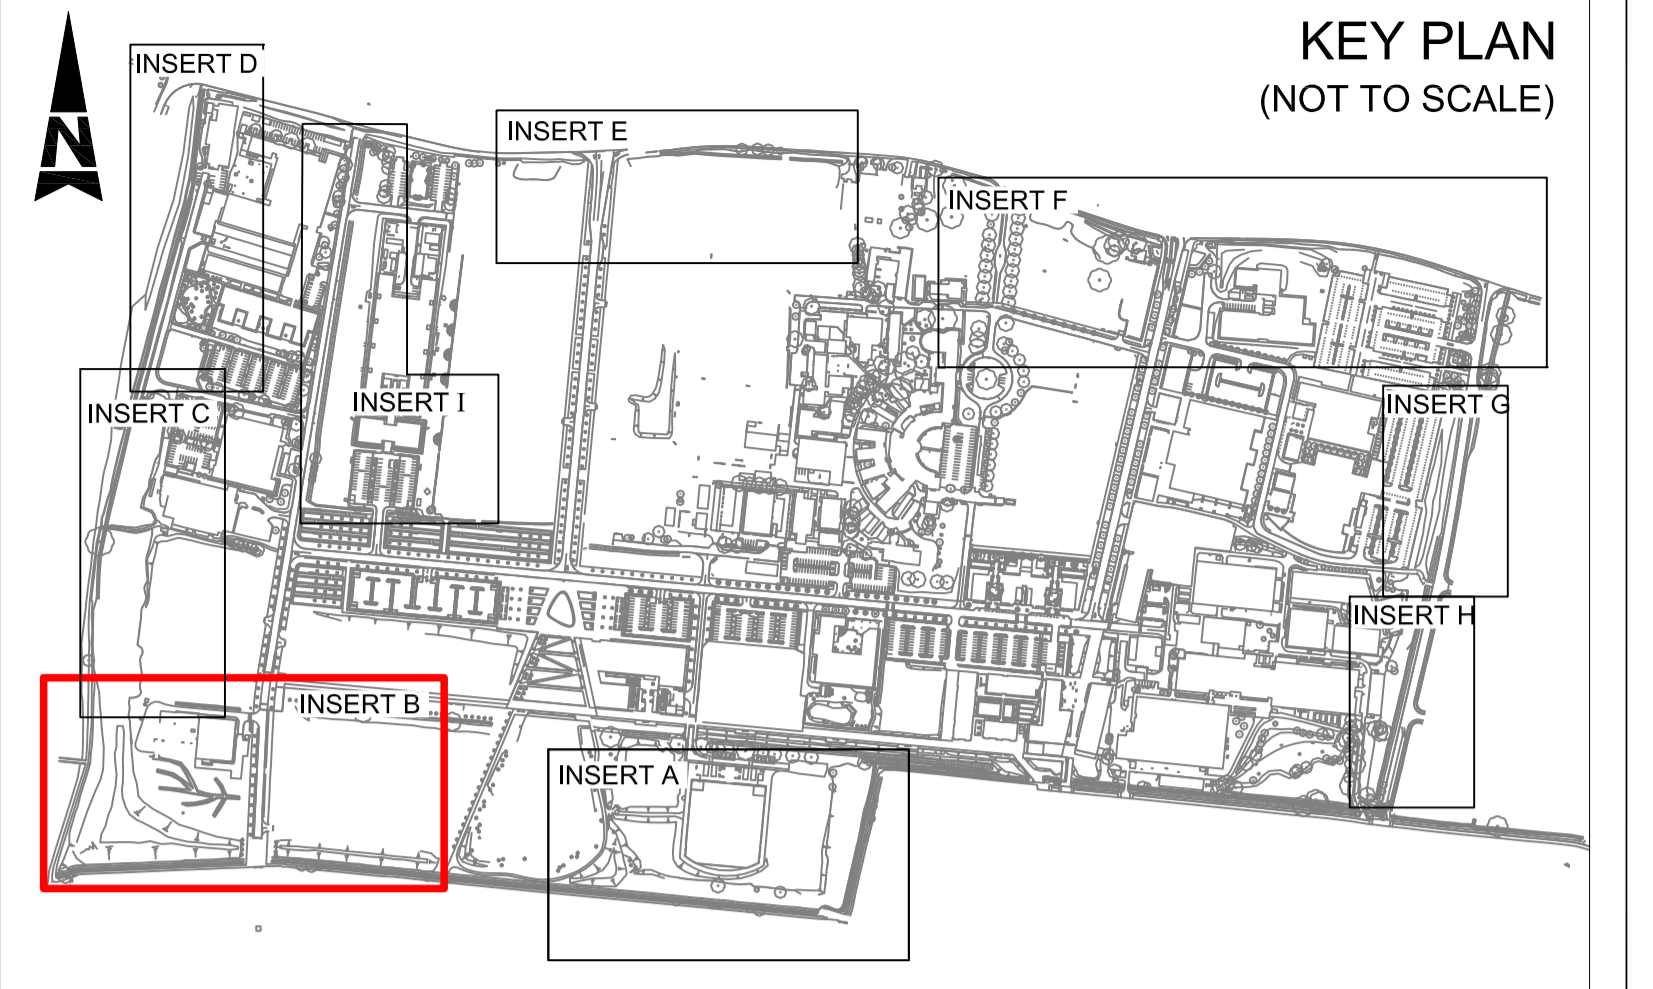 KEY PLAN
(NOT TO SCALE)
N
INSERT D
INSERT E
INSERT F
INSERT I
INSERT C
INSERT G
INSERT H
INSERT B
INSERT A